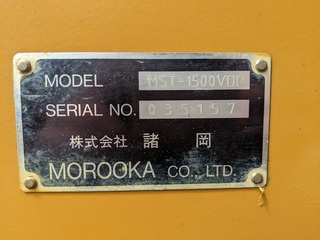 MODEL MST-1500VDL
SERIAL NO. 035157
株式会社 諸岡
MOROOKA CO., LTD.